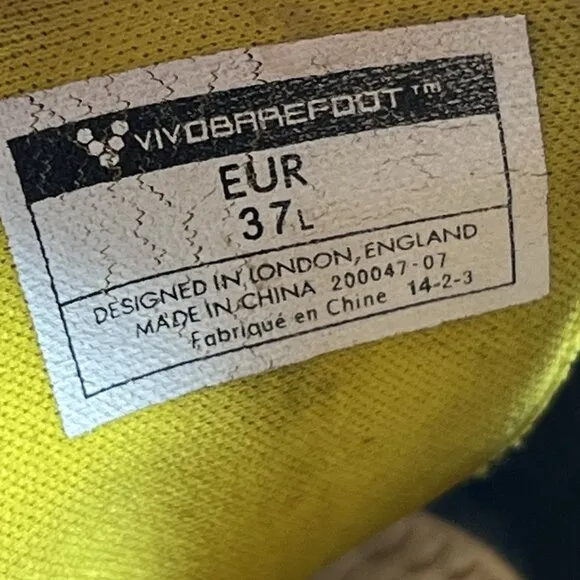 VIVOBAREFOOT™
EUR
37L
DESIGNED IN LONDON, ENGLAND
MADE IN CHINA 200047-07
Fabriqué en Chine 14-2-3